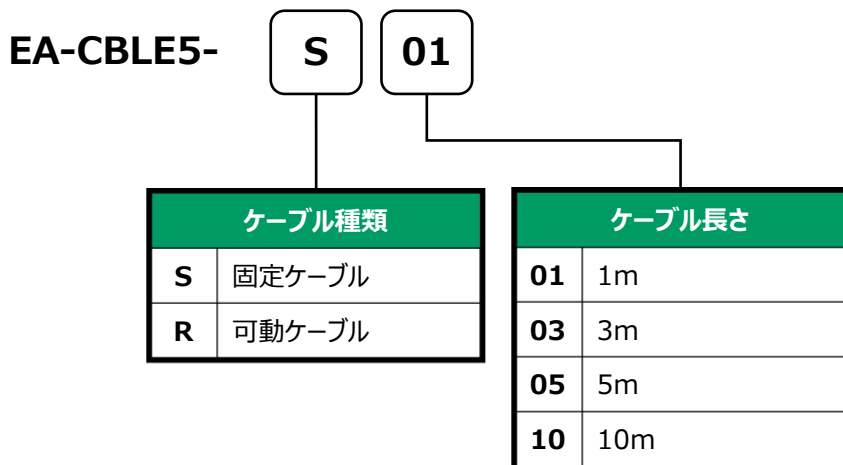 EA-CBLE5- S 01
ケーブル種類
S 固定ケーブル
R 可動ケーブル
ケーブル長さ
01 1m
03 3m
05 5m
10 10m